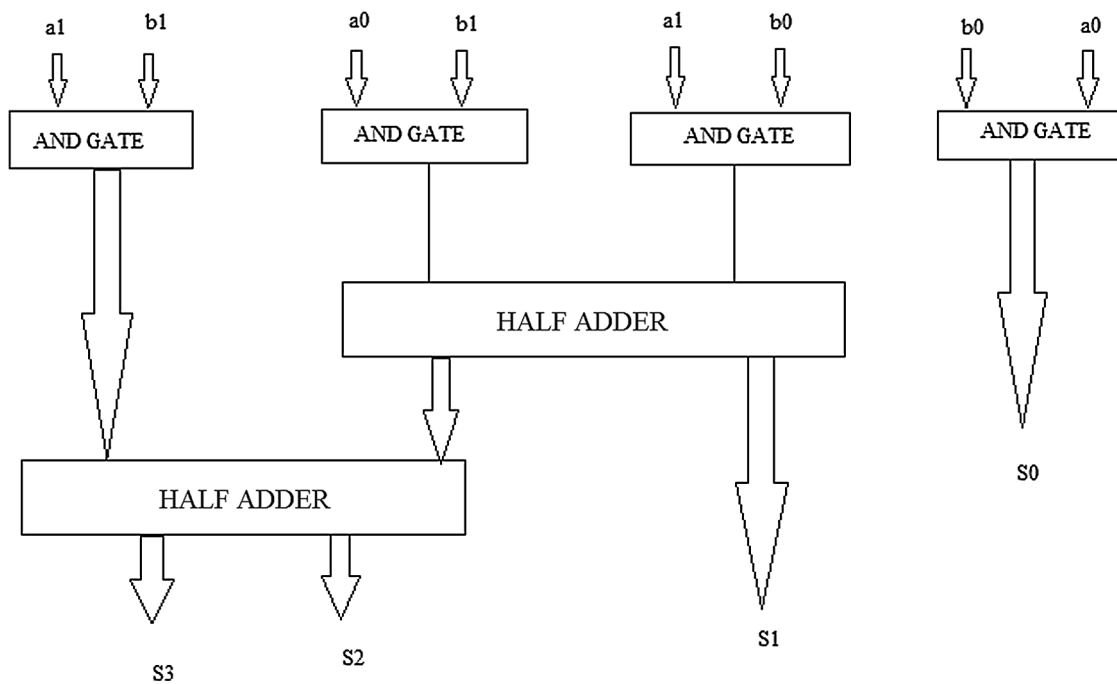 a1 b1 a0 b1 a1 b0 b0 a0
AND GATE AND GATE AND GATE AND GATE
HALF ADDER
HALF ADDER
S0
S1
S2
S3